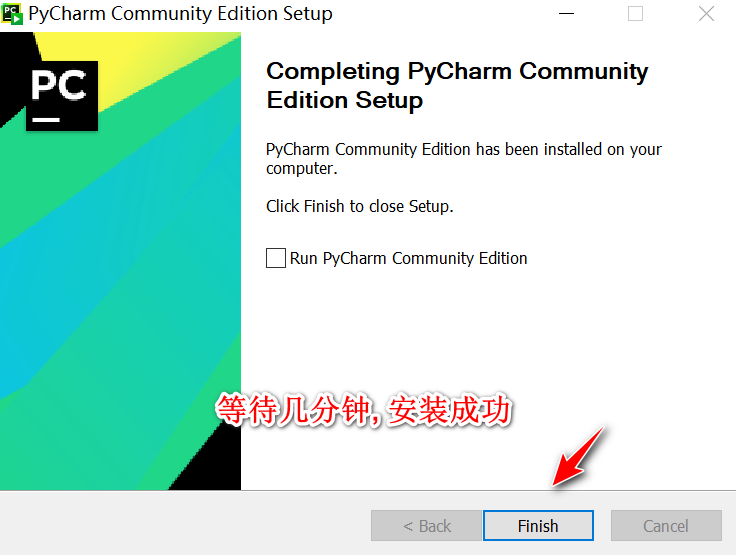 PyCharm Community Edition Setup
PC
Completing PyCharm Community
Edition Setup
PyCharm Community Edition has been installed on your
computer.
Click Finish to close Setup.
Run PyCharm Community Edition
等待几分钟,安装成功
< Back
Finish
Cancel